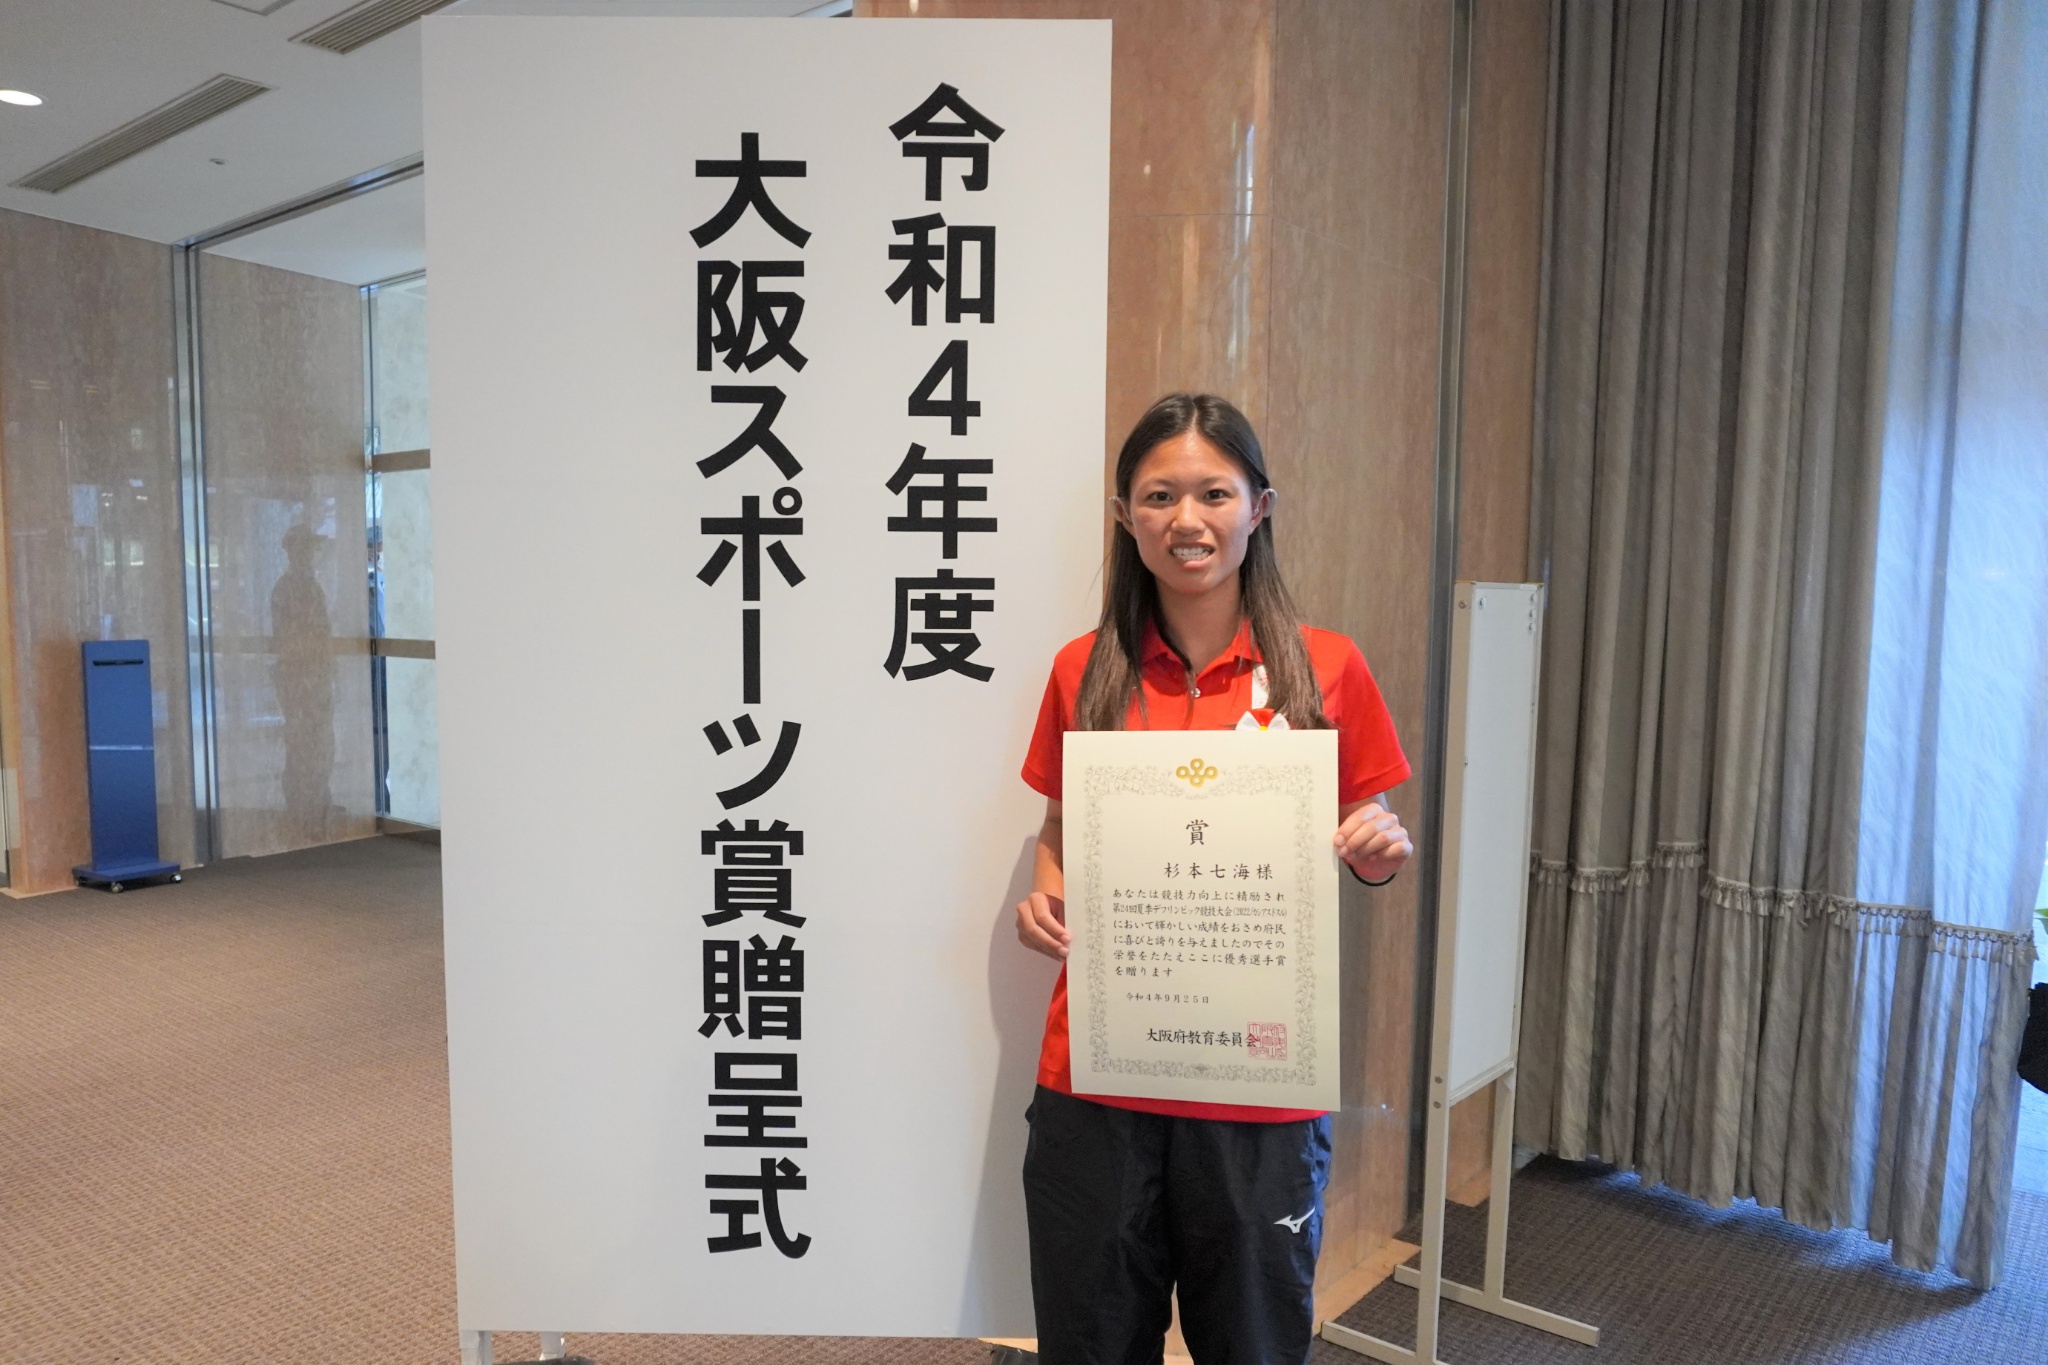 令和4年度
大阪スポーツ賞贈呈式
賞
杉本七海様
あなたは競技力向上に精励され
第24回夏季デフリンピック競技大会(2022/カシアスドスル)
において輝かしい成績をおさめ府民
に喜びと誇りを与えましたのでその
栄誉をたたえここに優秀選手賞
を贈ります
令和4年9月25日
大阪府教育委員会